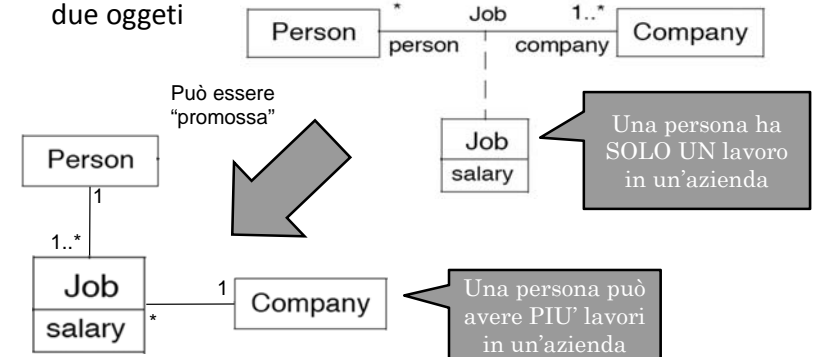 due oggeti
* Job 1..*
Person Company
person company
Può essere
“promossa”
Job
salary
Una persona ha
SOLO UN lavoro
in un’azienda
Person
1
1..*
Job
salary
*
1
Company
Una persona può
avere PIU’ lavori
in un’azienda